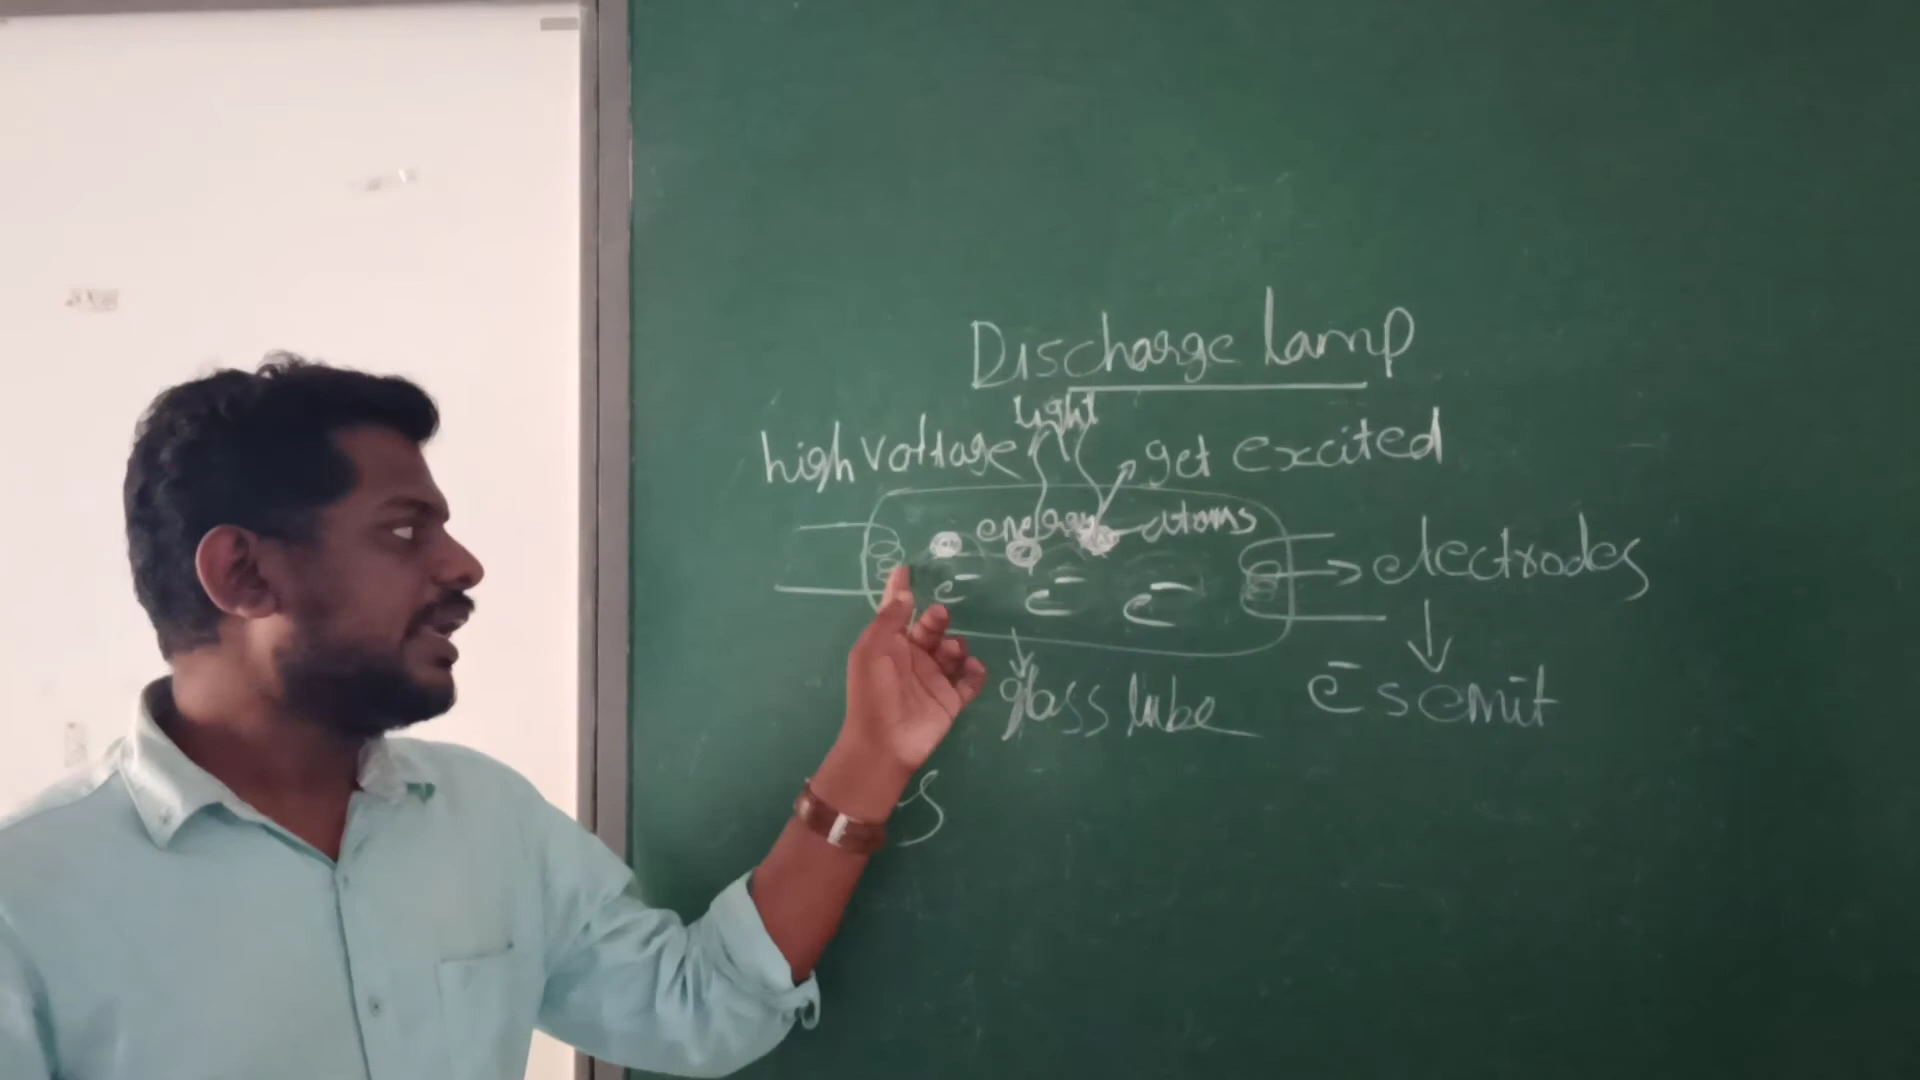 Discharge lamp
light
high voltage
get excited
energy atoms
e⁻ e⁻ e⁻
electrodes
glass tube
e⁻s emit
s